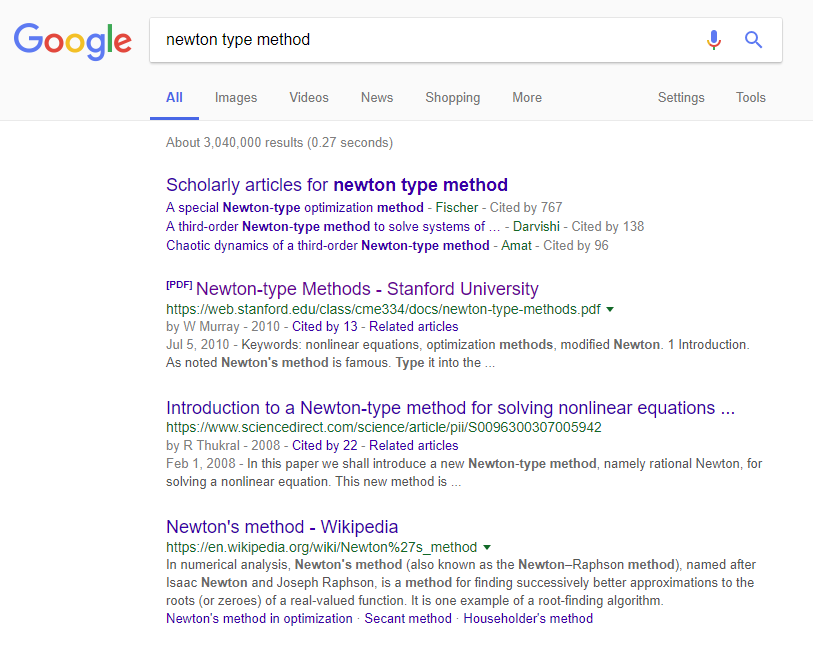 Google
newton type method
All Images Videos News Shopping More Settings Tools
About 3,040,000 results (0.27 seconds)
Scholarly articles for newton type method
A special Newton-type optimization method - Fischer - Cited by 767
A third-order Newton-type method to solve systems of ... - Darvishi - Cited by 138
Chaotic dynamics of a third-order Newton-type method - Amat - Cited by 96
[PDF] Newton-type Methods - Stanford University
https://web.stanford.edu/class/cme334/docs/newton-type-methods.pdf
by W Murray - 2010 - Cited by 13 - Related articles
Jul 5, 2010 - Keywords: nonlinear equations, optimization methods, modified Newton. 1 Introduction.
As noted Newton's method is famous. Type it into the ...
Introduction to a Newton-type method for solving nonlinear equations ...
https://www.sciencedirect.com/science/article/pii/S0096300307005942
by R Thukral - 2008 - Cited by 22 - Related articles
Feb 1, 2008 - In this paper we shall introduce a new Newton-type method, namely rational Newton, for
solving a nonlinear equation. This new method is ...
Newton's method - Wikipedia
https://en.wikipedia.org/wiki/Newton%27s_method
In numerical analysis, Newton's method (also known as the Newton–Raphson method), named after
Isaac Newton and Joseph Raphson, is a method for finding successively better approximations to the
roots (or zeroes) of a real-valued function. It is one example of a root-finding algorithm.
Newton's method in optimization · Secant method · Householder's method